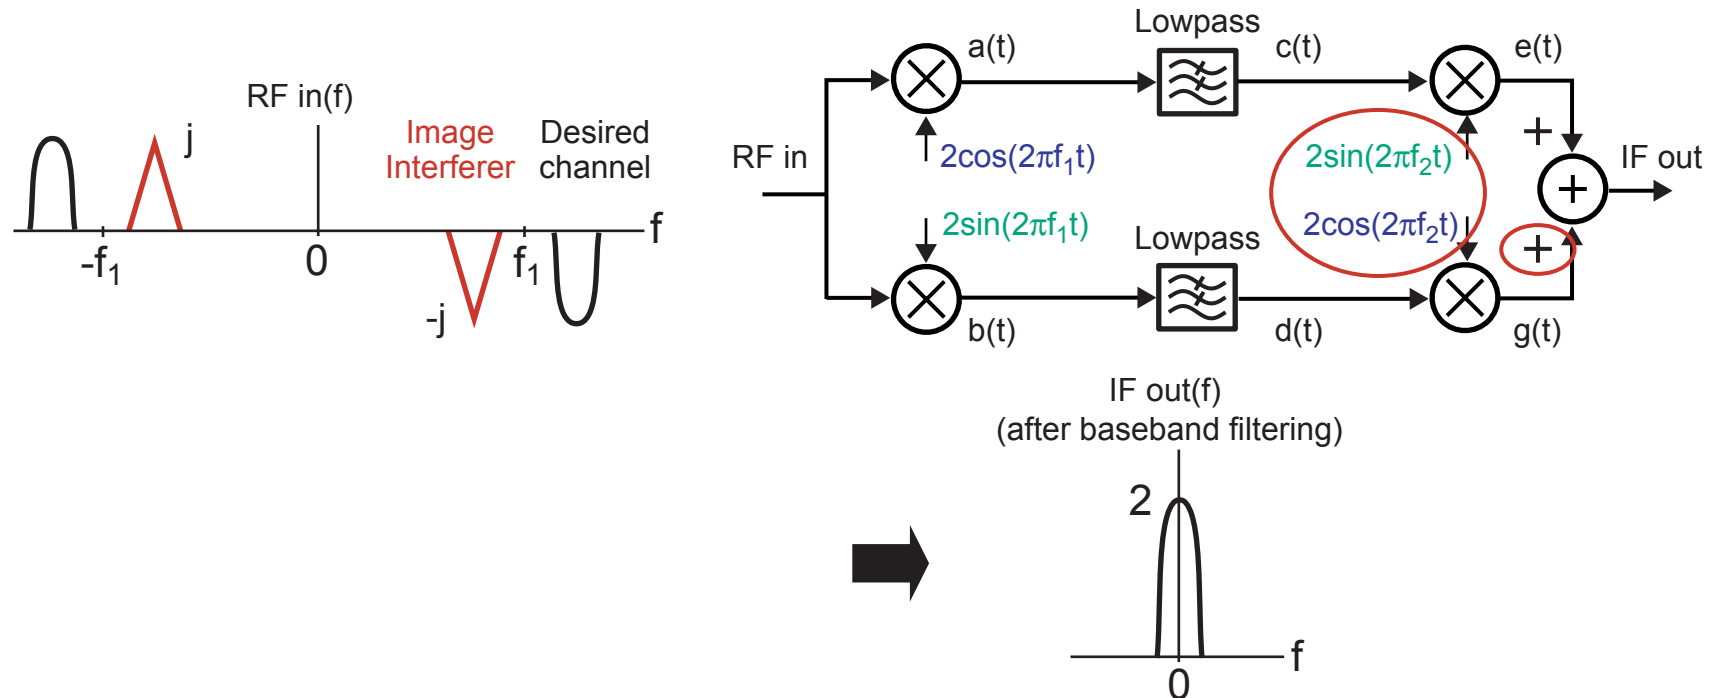 RF in(f)
j
Image
Interferer
Desired
channel
-f₁
0
f₁
f
-j
Lowpass
a(t)
c(t)
e(t)
RF in
2cos(2πf₁t)
2sin(2πf₂t)
+
+
IF out
2sin(2πf₁t)
2cos(2πf₂t)
+
Lowpass
b(t)
d(t)
g(t)
IF out(f)
(after baseband filtering)
2
0
f